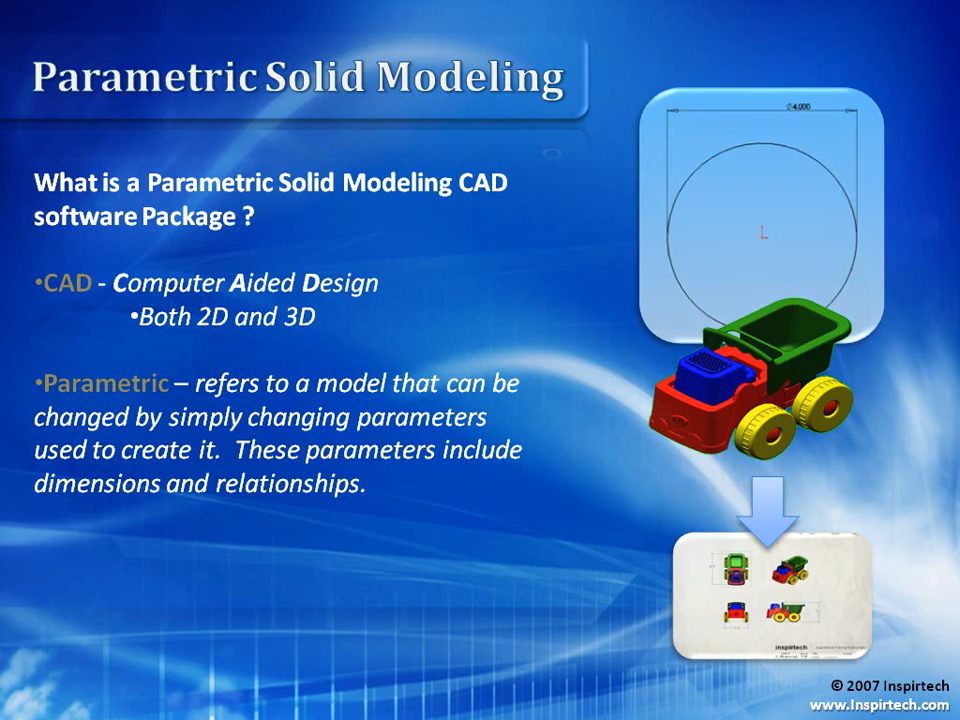 Parametric Solid Modeling
What is a Parametric Solid Modeling CAD
software Package ?
•CAD - Computer Aided Design
•Both 2D and 3D
•Parametric – refers to a model that can be
changed by simply changing parameters
used to create it.  These parameters include
dimensions and relationships.
∅4.000
inspirtech
© 2007 Inspirtech
www.Inspirtech.com